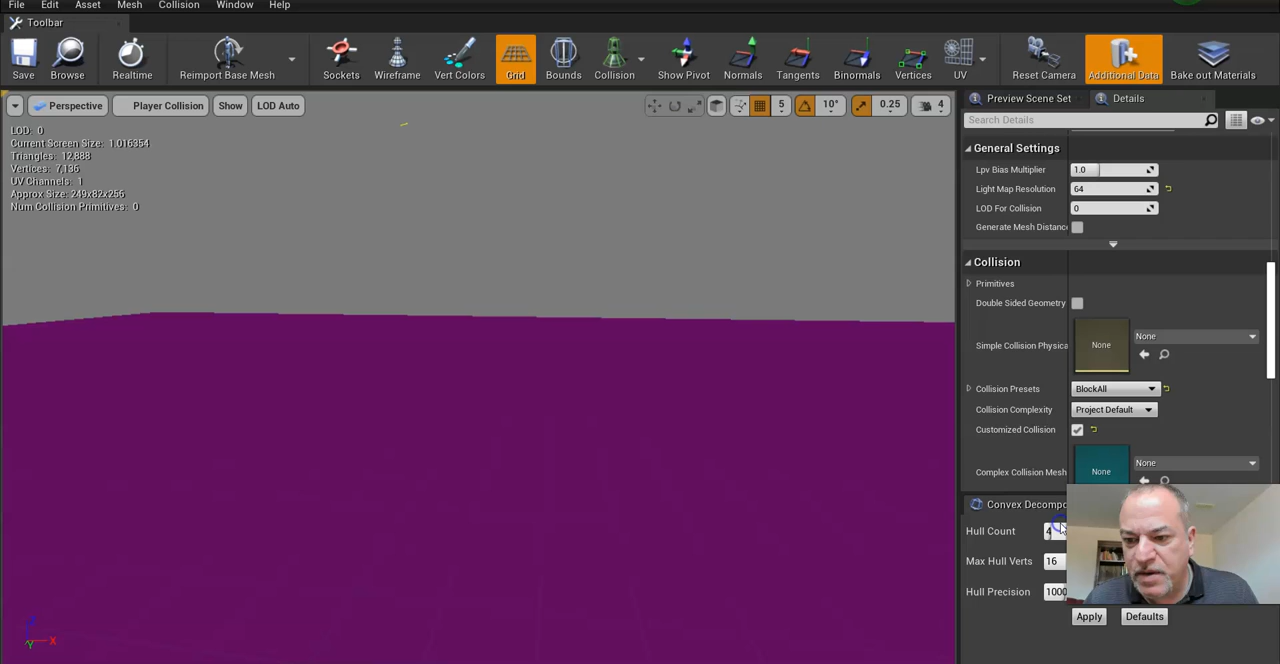 File Edit Asset Mesh Collision Window Help
Toolbar
Save Browse Realtime Reimport Base Mesh Sockets Wireframe Vert Colors Grid Bounds Collision Show Pivot Normals Tangents Binormals Vertices UV Reset Camera Additional Data Bake out Materials
Perspective Player Collision Show LOD Auto 5 10° 0.25 4
Preview Scene Set Details
Search Details
LOD: 0
Current Screen Size: 1.016354
Triangles: 12,888
Vertices: 7,136
UV Channels: 1
Approx Size: 249x82x256
Num Collision Primitives: 0
General Settings
Lpv Bias Multiplier 1.0
Light Map Resolution 64
LOD For Collision 0
Generate Mesh Distanc
Collision
Primitives
Double Sided Geometry
Simple Collision Physica None None
Collision Presets BlockAll
Collision Complexity Project Default
Customized Collision
Complex Collision Mesh None None
Convex Decompo
Hull Count 4
Max Hull Verts 16
Hull Precision 1000
Apply Defaults
Z
X
Y